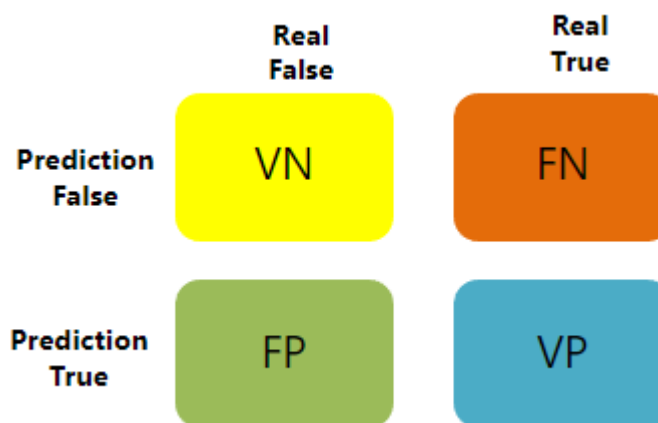 Real
False
Real
True
Prediction
False
VN
FN
Prediction
True
FP
VP